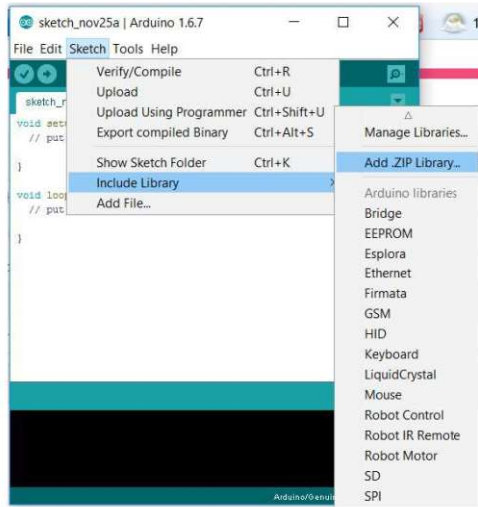 sketch_nov25a | Arduino 1.6.7
File Edit Sketch Tools Help
Verify/Compile Ctrl+R
Upload Ctrl+U
Upload Using Programmer Ctrl+Shift+U
Export compiled Binary Ctrl+Alt+S
Show Sketch Folder Ctrl+K
Include Library
Add File...
void
// put
}
void loop
// put
}
Manage Libraries...
Add .ZIP Library...
Arduino libraries
Bridge
EEPROM
Esplora
Ethernet
Firmata
GSM
HID
Keyboard
LiquidCrystal
Mouse
Robot Control
Robot IR Remote
Robot Motor
SD
SPI